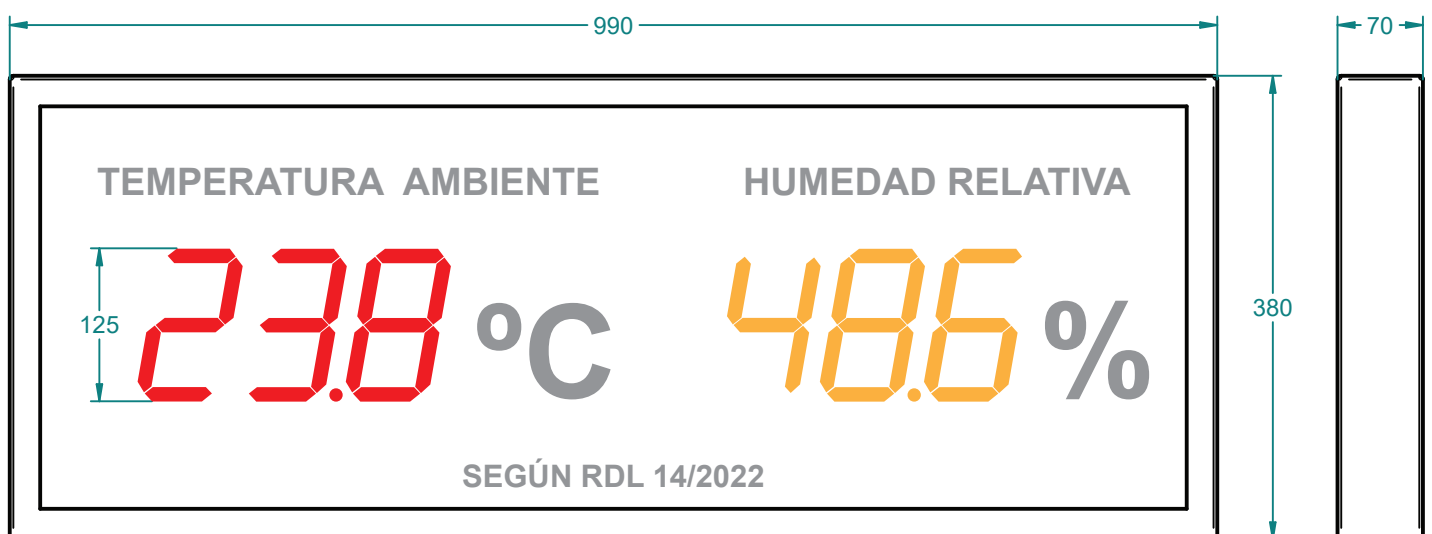 990
70
TEMPERATURA AMBIENTE
HUMEDAD RELATIVA
125
23.8 ºC
48.6 %
380
SEGÚN RDL 14/2022